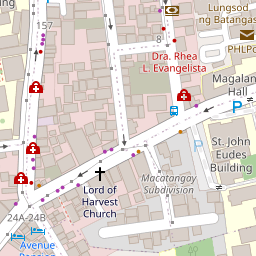 Lungsod
ng Batangas
157
8
PHLPo
Dra. Rhea
L. Evangelista
Magalan
Hall
P
St. John
Eudes
Building
P
Macatangay
Subdivision
Lord of
Harvest
Church
24A-24B
Avenue